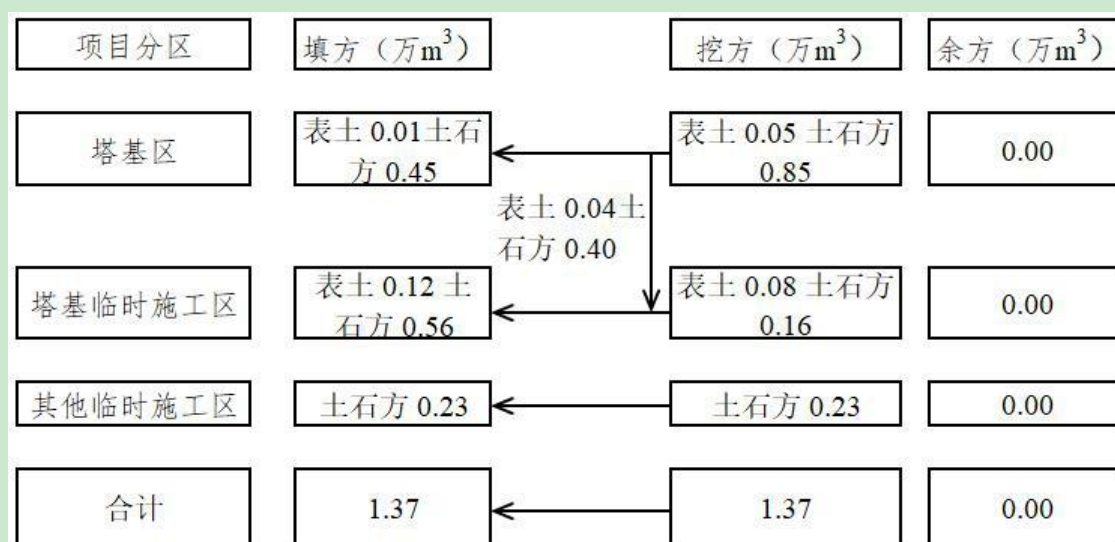 项目分区
填方（万m³）
挖方（万m³）
余方（万m³）
塔基区
表土 0.01土石
方 0.45
表土 0.05 土石方
0.85
0.00
表土 0.04土
石方 0.40
塔基临时施工区
表土 0.12 土
石方 0.56
表土 0.08 土石方
0.16
0.00
其他临时施工区
土石方 0.23
土石方 0.23
0.00
合计
1.37
1.37
0.00